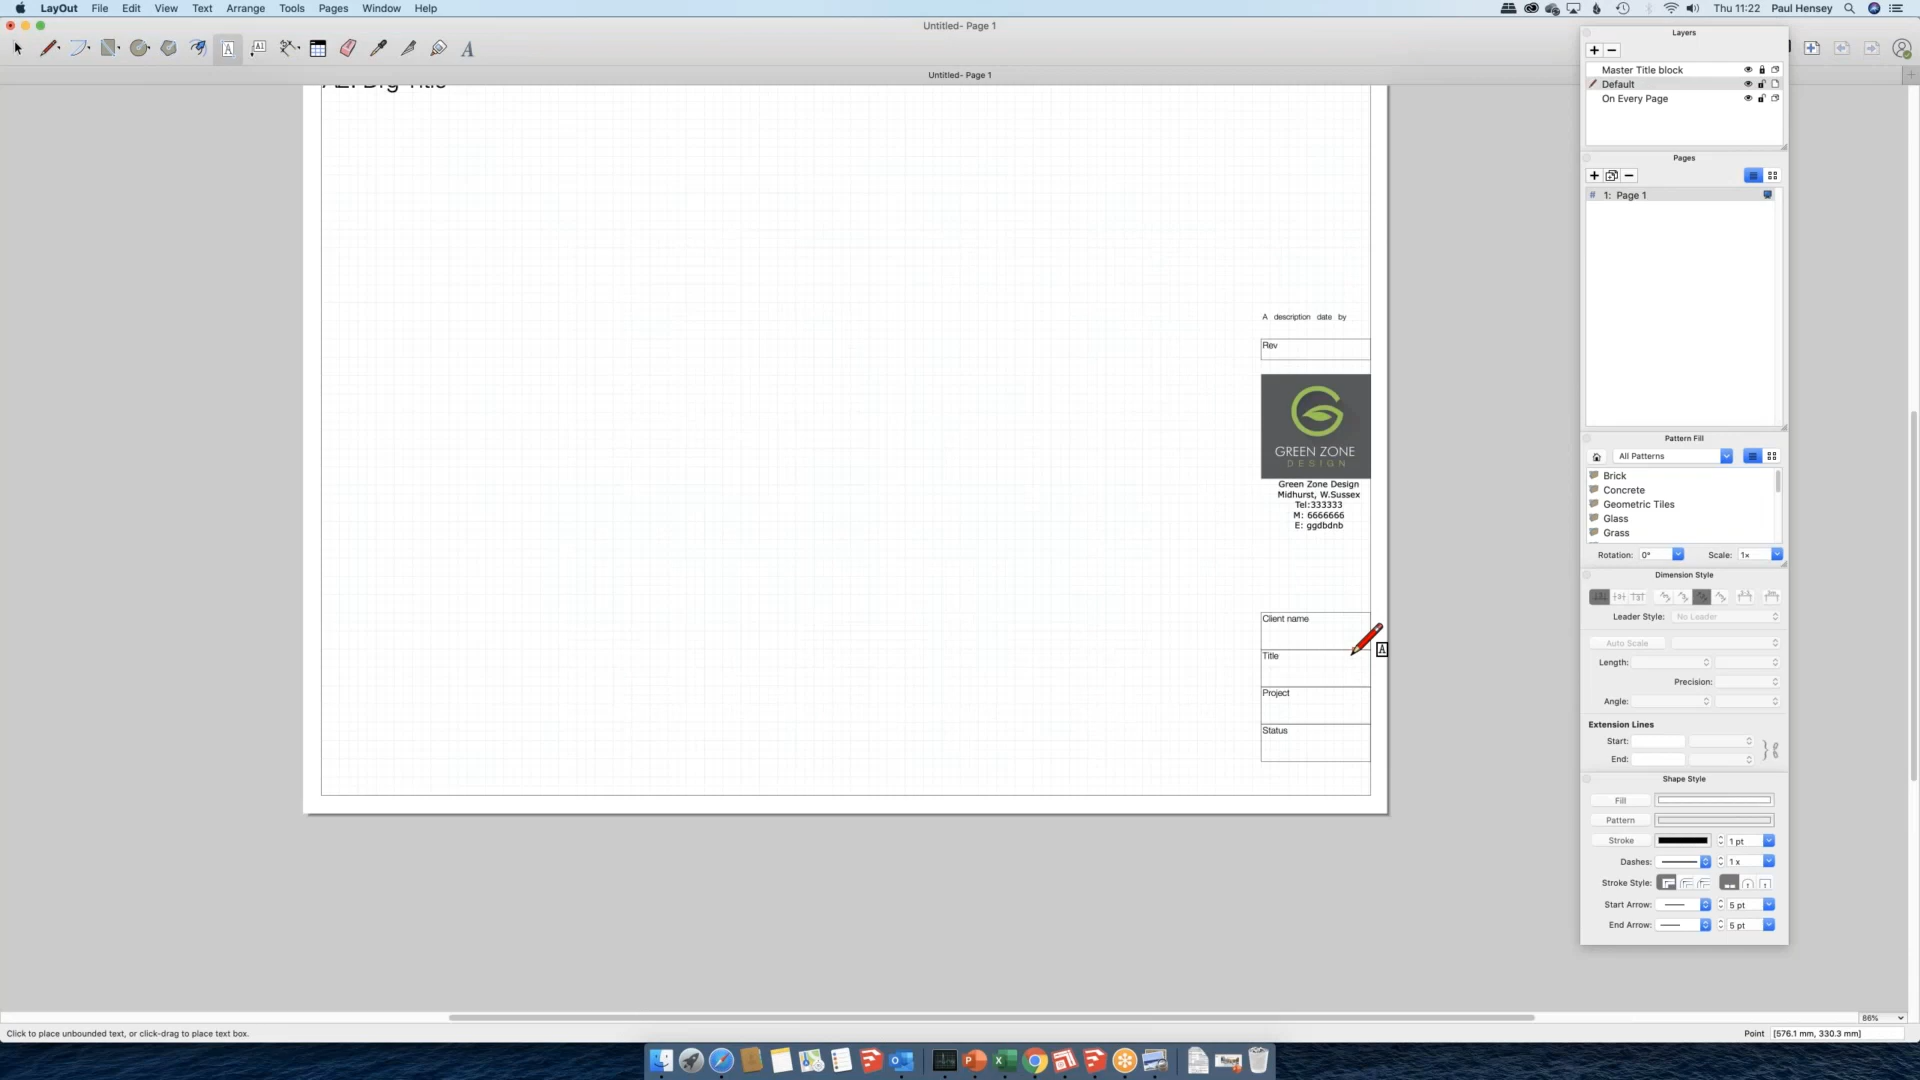 LayOut File Edit View Text Arrange Tools Pages Window Help Thu 11:22 Paul Hensey
Untitled- Page 1
Untitled- Page 1
A description date by
Rev
GREEN ZONE
DESIGN
Green Zone Design
Midhurst, W.Sussex
Tel:333333
M: 6666666
E: ggdbdnb
Client name
Title
Project
Status
A
Layers
Master Title block
Default
On Every Page
Pages
# 1: Page 1
Pattern Fill
All Patterns
Brick
Concrete
Geometric Tiles
Glass
Grass
Rotation: 0° Scale: 1x
Dimension Style
Leader Style: No Leader
Auto Scale
Length:
Precision:
Angle:
Extension Lines
Start:
End:
Shape Style
Fill
Pattern
Stroke 1 pt
Dashes: 1 x
Stroke Style:
Start Arrow: 5 pt
End Arrow: 5 pt
86%
Click to place unbounded text, or click-drag to place text box. Point [576.1 mm, 330.3 mm]